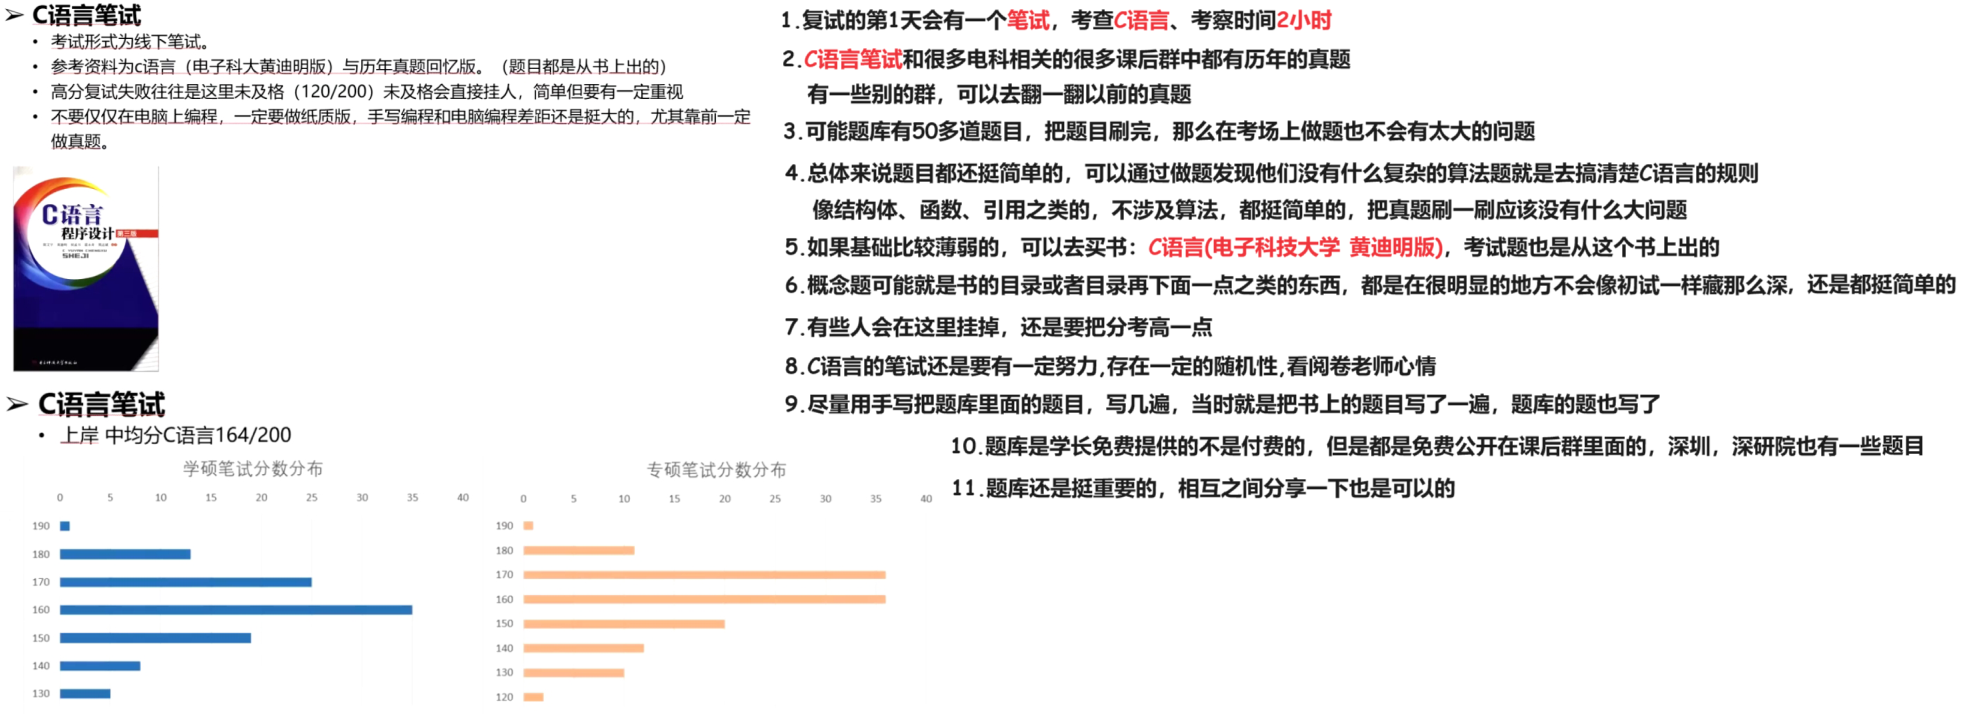 ➢ C语言笔试
• 考试形式为线下笔试。
• 参考资料为c语言（电子科大黄迪明版）与历年真题回忆版。（题目都是从书上出的）
• 高分复试失败往往是这里未及格（120/200）未及格会直接挂人，简单但要有一定重视
• 不要仅仅在电脑上编程，一定要做纸质版，手写编程和电脑编程差距还是挺大的，尤其靠前一定
做真题。
C语言
程序设计
第三版
SHEJI
➢ C语言笔试
• 上岸 中均分C语言164/200
学硕笔试分数分布
0 5 10 15 20 25 30 35 40
190
180
170
160
150
140
130
专硕笔试分数分布
0 5 10 15 20 25 30 35 40
190
180
170
160
150
140
130
120
1.复试的第1天会有一个笔试，考查C语言、考察时间2小时
2.C语言笔试和很多电科相关的很多课后群中都有历年的真题
有一些别的群，可以去翻一翻以前的真题
3.可能题库有50多道题目，把题目刷完，那么在考场上做题也不会有太大的问题
4.总体来说题目都还挺简单的，可以通过做题发现他们没有什么复杂的算法题就是去搞清楚C语言的规则
像结构体、函数、引用之类的，不涉及算法，都挺简单的，把真题刷一刷应该没有什么大问题
5.如果基础比较薄弱的，可以去买书：C语言(电子科技大学 黄迪明版)，考试题也是从这个书上出的
6.概念题可能就是书的目录或者目录再下面一点之类的东西，都是在很明显的地方不会像初试一样藏那么深，还是都挺简单的
7.有些人会在这里挂掉，还是要把分考高一点
8.C语言的笔试还是要有一定努力,存在一定的随机性,看阅卷老师心情
9.尽量用手写把题库里面的题目，写几遍，当时就是把书上的题目写了一遍，题库的题也写了
10.题库是学长免费提供的不是付费的，但是都是免费公开在课后群里面的，深圳，深研院也有一些题目
11.题库还是挺重要的，相互之间分享一下也是可以的